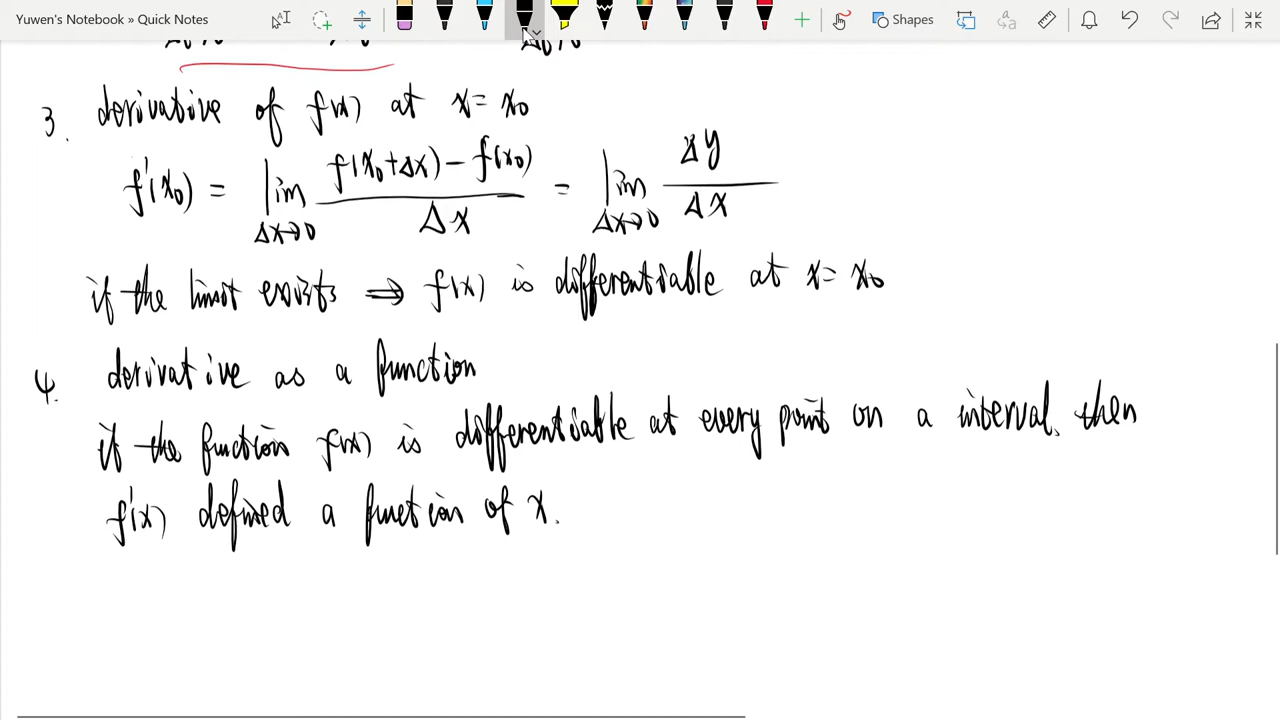 Yuwen's Notebook » Quick Notes
Shapes
3. derivative of f(x) at x = x₀
f'(x₀) = lim Δx→0 f(x₀+Δx) - f(x₀) / Δx = lim Δx→0 Δy / Δx
if the limit exists ⇒ f(x) is differentiable at x = x₀
4. derivative as a function
if the function f(x) is differentiable at every point on a interval, then
f'(x) defined a function of x.